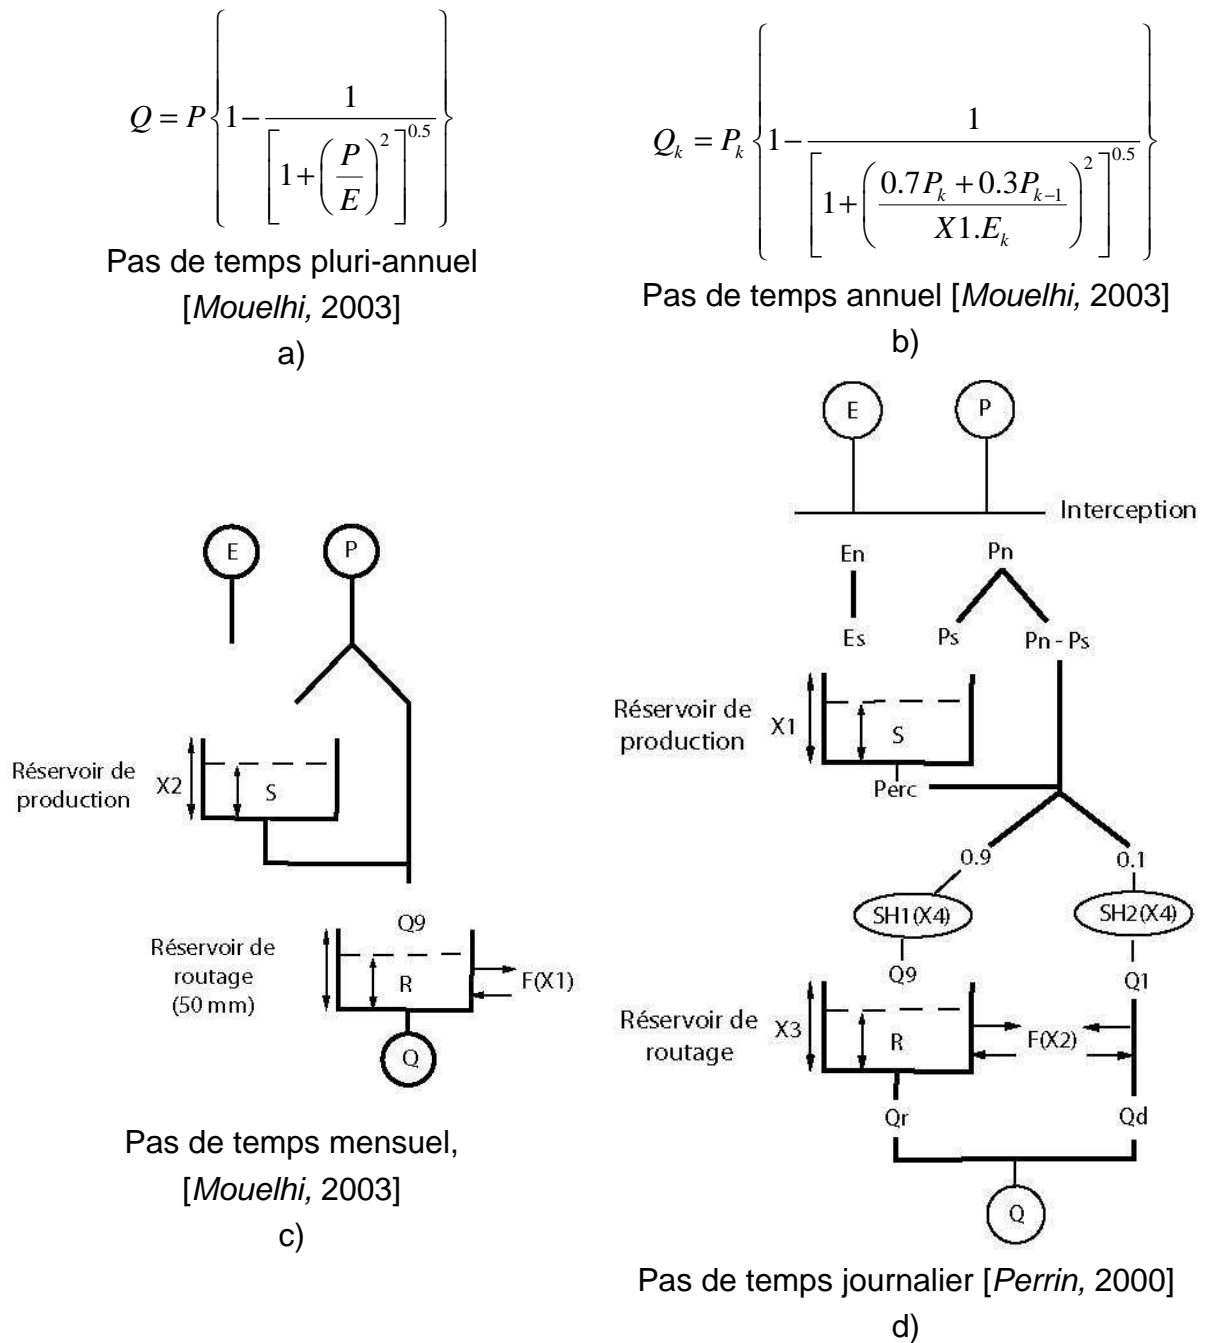 Q = P { 1 - 1 / [ 1 + ( P / E )^2 ]^0.5 }
Pas de temps pluri-annuel
[Mouelhi, 2003]
a)
Q_k = P_k { 1 - 1 / [ 1 + ( 0.7P_k + 0.3P_{k-1} / X1.E_k )^2 ]^0.5 }
Pas de temps annuel [Mouelhi, 2003]
b)
E P
Réservoir de
production
X2
S
Q9
Réservoir de
routage
(50 mm)
R
F(X1)
Q
Pas de temps mensuel,
[Mouelhi, 2003]
c)
E P
Interception
En Pn
Es Ps Pn - Ps
Réservoir de
production
X1
S
Perc
0.9 0.1
SH1(X4) SH2(X4)
Q9 Q1
Réservoir de
routage
X3
R
F(X2)
Qr Qd
Q
Pas de temps journalier [Perrin, 2000]
d)